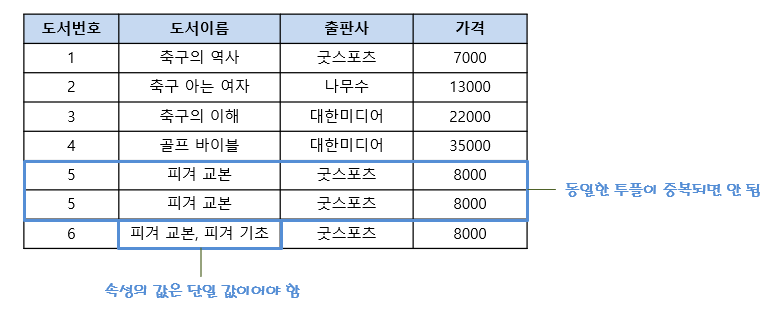 도서번호 도서이름 출판사 가격
1 축구의 역사 굿스포츠 7000
2 축구 아는 여자 나무수 13000
3 축구의 이해 대한미디어 22000
4 골프 바이블 대한미디어 35000
5 피겨 교본 굿스포츠 8000
동일한 투플이 중복되면 안 됨
5 피겨 교본 굿스포츠 8000
6 피겨 교본, 피겨 기초 굿스포츠 8000
속성의 값은 단일 값이어야 함